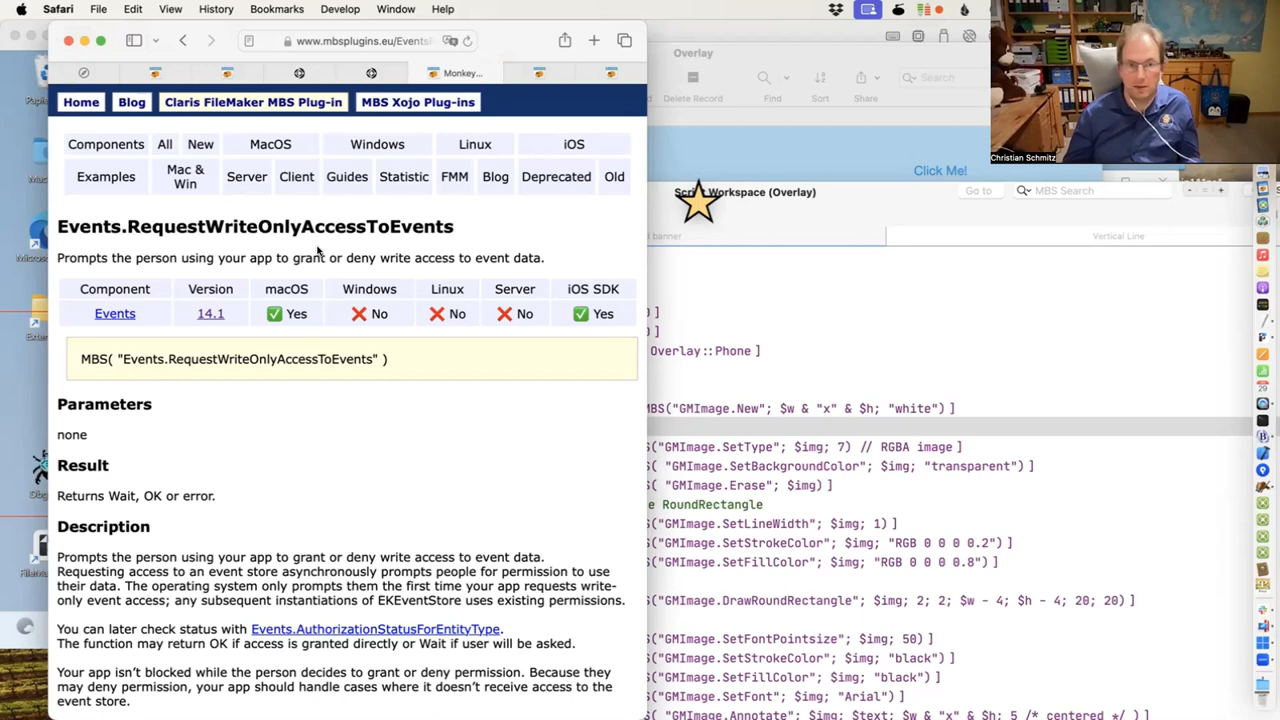 Safari File Edit View History Bookmarks Develop Window Help
www.mbsplugins.eu/Events
Monkey...
Home Blog Claris FileMaker MBS Plug-in MBS Xojo Plug-ins
Components All New MacOS Windows Linux iOS
Examples Mac & Win Server Client Guides Statistic FMM Blog Deprecated Old
Events.RequestWriteOnlyAccessToEvents
Prompts the person using your app to grant or deny write access to event data.
Component Version macOS Windows Linux Server iOS SDK
Events 14.1 Yes No No No Yes
MBS( "Events.RequestWriteOnlyAccessToEvents" )
Parameters
none
Result
Returns Wait, OK or error.
Description
Prompts the person using your app to grant or deny write access to event data.
Requesting access to an event store asynchronously prompts people for permission to use
their data. The operating system only prompts them the first time your app requests write-
only event access; any subsequent instantiations of EKEventStore uses existing permissions.
You can later check status with Events.AuthorizationStatusForEntityType.
The function may return OK if access is granted directly or Wait if user will be asked.
Your app isn't blocked while the person decides to grant or deny permission. Because they
may deny permission, your app should handle cases where it doesn't receive access to the
event store.
Overlay
Delete Record Find Sort Share Search
Click Me!
Christian Schmitz
Script Workspace (Overlay)
Go to MBS Search
banner Vertical Line
0 ]
0 ]
Overlay::Phone ]
MBS("GMImage.New"; $w & "x" & $h; "white") ]
S("GMImage.SetType"; $img; 7) // RGBA image ]
S( "GMImage.SetBackgroundColor"; $img; "transparent") ]
S( "GMImage.Erase"; $img) ]
e RoundRectangle
S("GMImage.SetLineWidth"; $img; 1) ]
S("GMImage.SetStrokeColor"; $img; "RGB 0 0 0 0.2") ]
S("GMImage.SetFillColor"; $img; "RGB 0 0 0 0.8") ]
S("GMImage.DrawRoundRectangle"; $img; 2; 2; $w - 4; $h - 4; 20; 20) ]
S("GMImage.SetFontPointsize"; $img; 50) ]
S("GMImage.SetStrokeColor"; $img; "black") ]
S("GMImage.SetFillColor"; $img; "black") ]
S("GMImage.SetFont"; $img; "Arial") ]
S( "GMImage.Annotate"; $img; $text; $w & "x" & $h; 5 /* centered */ ) ]